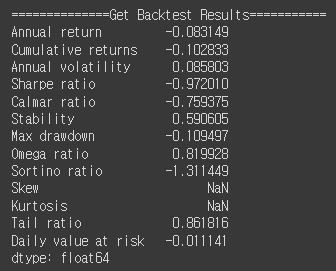 ==============Get Backtest Results===========
Annual return -0.083149
Cumulative returns -0.102833
Annual volatility 0.085803
Sharpe ratio -0.972010
Calmar ratio -0.759375
Stability 0.590605
Max drawdown -0.109497
Omega ratio 0.819928
Sortino ratio -1.311449
Skew NaN
Kurtosis NaN
Tail ratio 0.861816
Daily value at risk -0.011141
dtype: float64